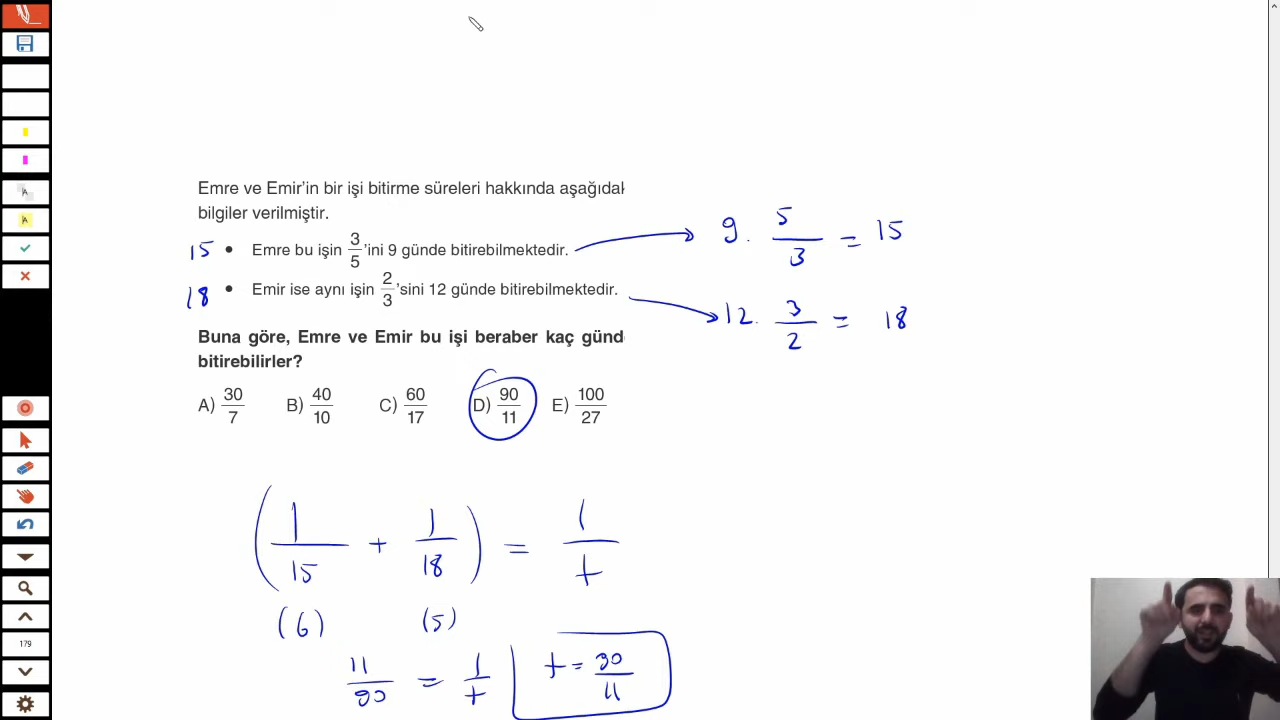 Emre ve Emir'in bir işi bitirme süreleri hakkında aşağıdak
bilgiler verilmiştir.
15 • Emre bu işin 3/5'ini 9 günde bitirebilmektedir.
9 . 5/3 = 15
18 • Emir ise aynı işin 2/3'sini 12 günde bitirebilmektedir.
12 . 3/2 = 18
Buna göre, Emre ve Emir bu işi beraber kaç günd
bitirebilirler?
A) 30/7 B) 40/10 C) 60/17 D) 90/11 E) 100/27
(1/15 + 1/18) = 1/t
(6) (5)
11/90 = 1/t t = 90/11
A
A
179